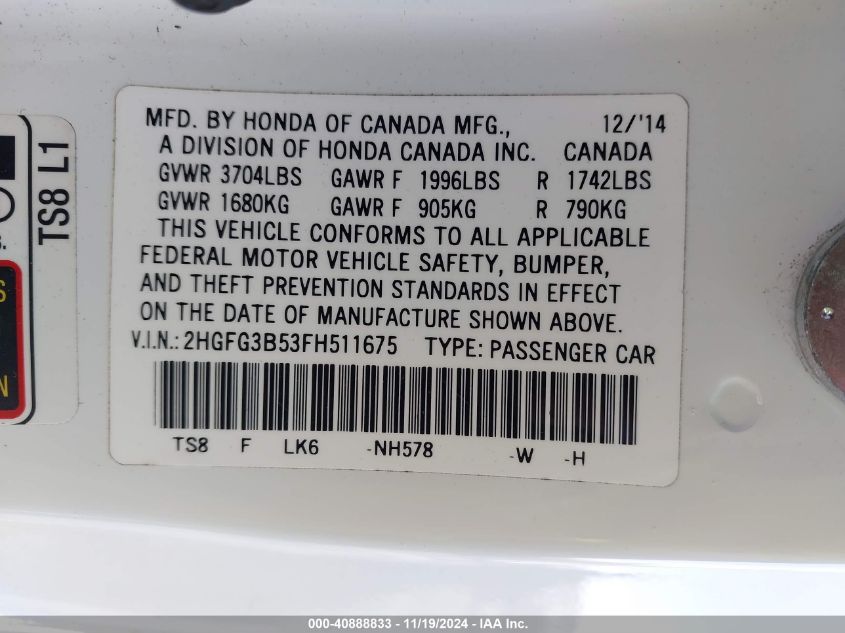 MFD. BY HONDA OF CANADA MFG., 12/'14
A DIVISION OF HONDA CANADA INC. CANADA
GVWR 3704LBS GAWR F 1996LBS R 1742LBS
GVWR 1680KG GAWR F 905KG R 790KG
THIS VEHICLE CONFORMS TO ALL APPLICABLE
FEDERAL MOTOR VEHICLE SAFETY, BUMPER,
AND THEFT PREVENTION STANDARDS IN EFFECT
ON THE DATE OF MANUFACTURE SHOWN ABOVE.
V.I.N.: 2HGFG3B53FH511675 TYPE: PASSENGER CAR
TS8 F LK6 -NH578 -W -H
TS8 L1
000-40888833 - 11/19/2024 - IAA Inc.